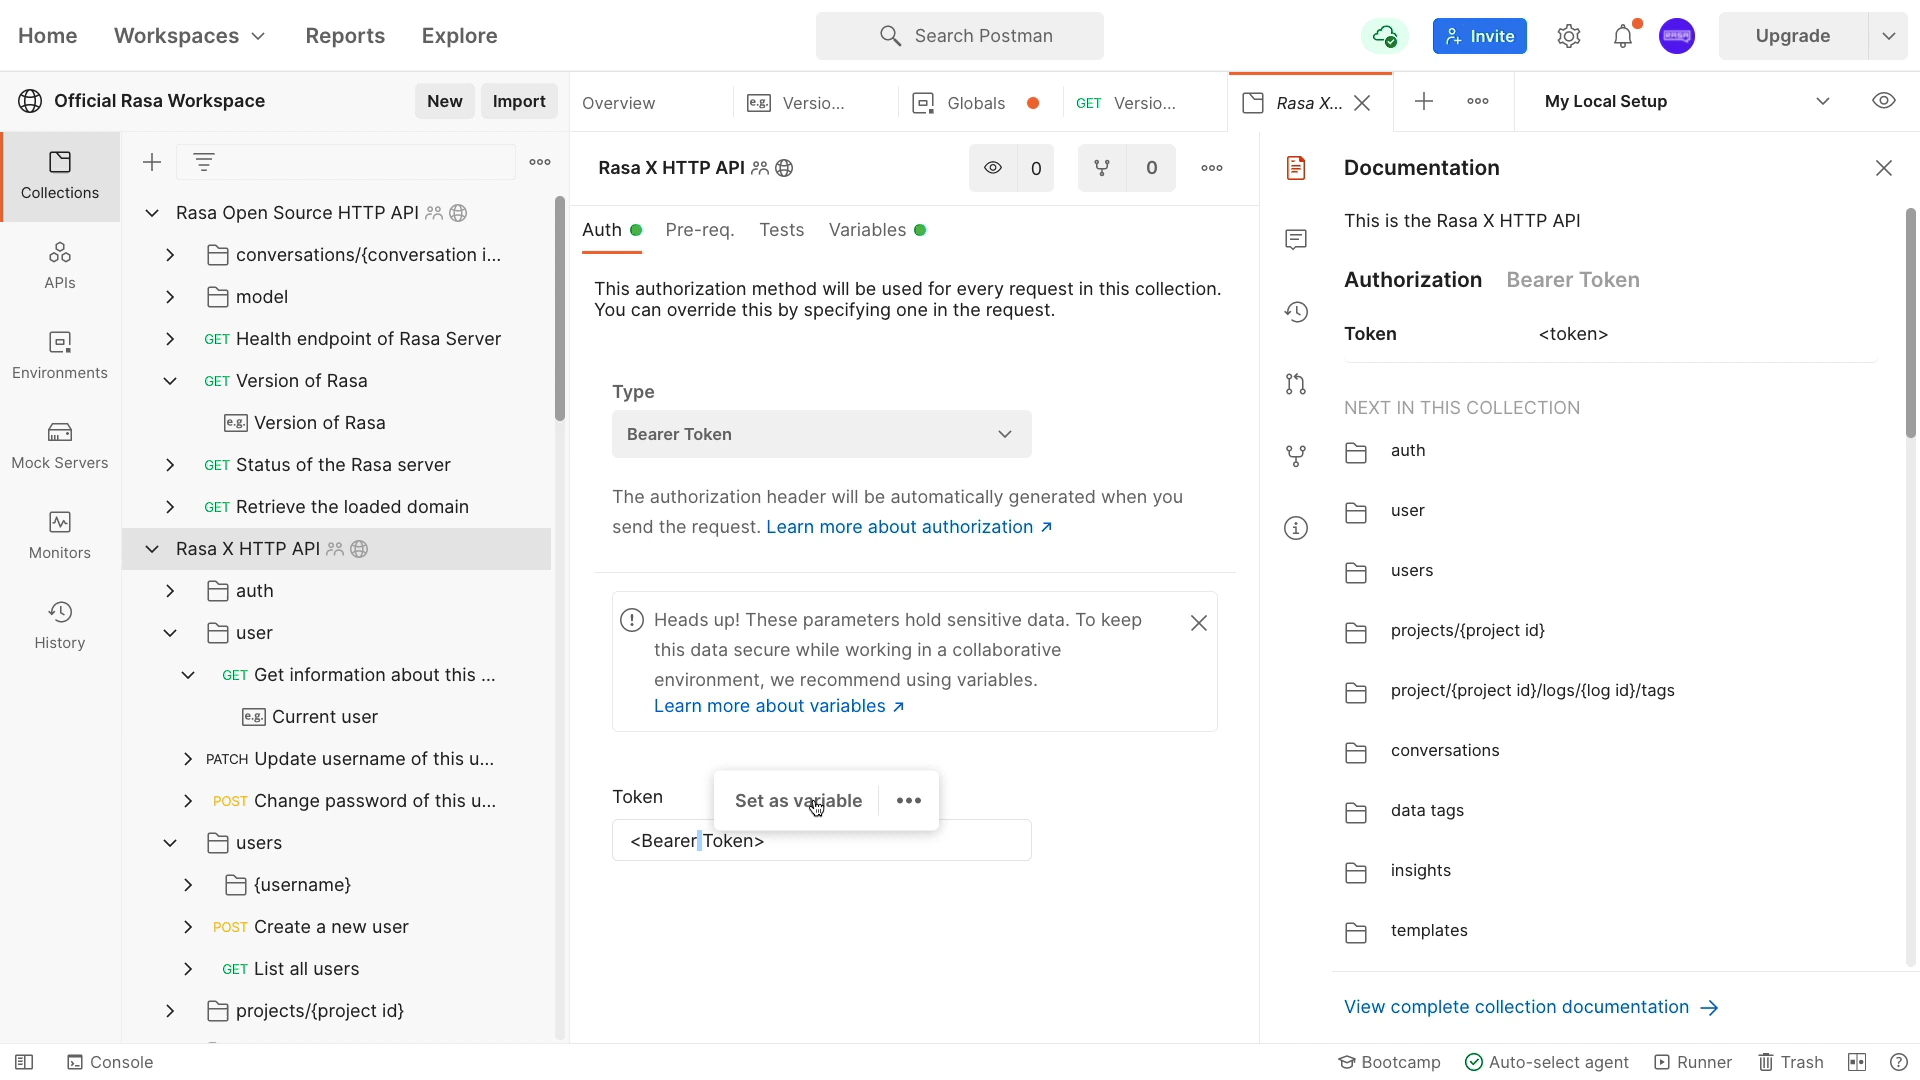 Home Workspaces Reports Explore
Search Postman
Invite
Upgrade
Official Rasa Workspace New Import
Overview
e.g. Versio...
Globals
GET Versio...
Rasa X...
My Local Setup
Collections
APIs
Environments
Mock Servers
Monitors
History
Rasa Open Source HTTP API
conversations/{conversation i...
model
GET Health endpoint of Rasa Server
GET Version of Rasa
e.g. Version of Rasa
GET Status of the Rasa server
GET Retrieve the loaded domain
Rasa X HTTP API
auth
user
GET Get information about this ...
e.g. Current user
PATCH Update username of this u...
POST Change password of this u...
users
{username}
POST Create a new user
GET List all users
projects/{project id}
Rasa X HTTP API
0
0
Auth Pre-req. Tests Variables
This authorization method will be used for every request in this collection.
You can override this by specifying one in the request.
Type
Bearer Token
The authorization header will be automatically generated when you
send the request. Learn more about authorization ↗
Heads up! These parameters hold sensitive data. To keep
this data secure while working in a collaborative
environment, we recommend using variables.
Learn more about variables ↗
Token
Set as variable
<Bearer Token>
Documentation
This is the Rasa X HTTP API
Authorization Bearer Token
Token <token>
NEXT IN THIS COLLECTION
auth
user
users
projects/{project id}
project/{project id}/logs/{log id}/tags
conversations
data tags
insights
templates
View complete collection documentation →
Console
Bootcamp
Auto-select agent
Runner
Trash